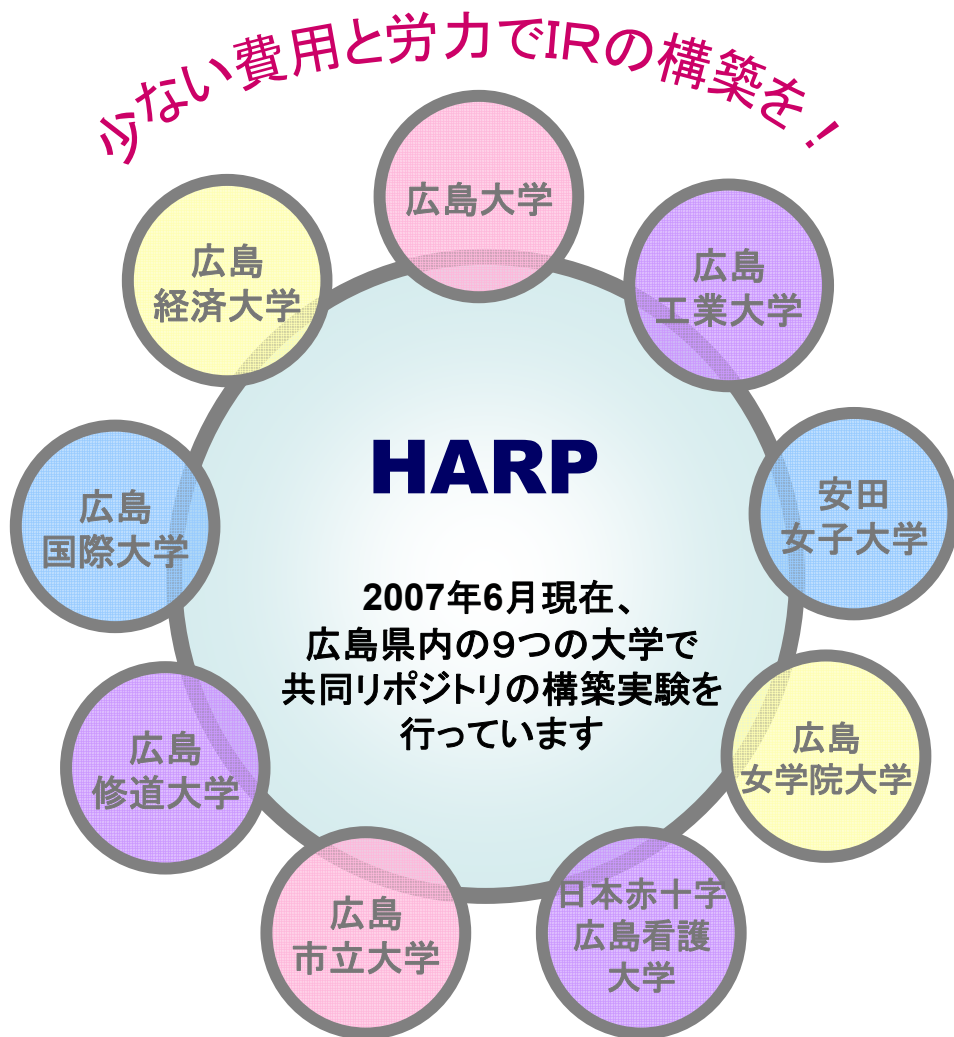 少ない費用と労力でIRの構築を！
広島大学
広島
工業大学
安田
女子大学
広島
女学院大学
日本赤十字
広島看護
大学
広島
市立大学
広島
修道大学
広島
国際大学
広島
経済大学
HARP
2007年6月現在、
広島県内の９つの大学で
共同リポジトリの構築実験を
行っています